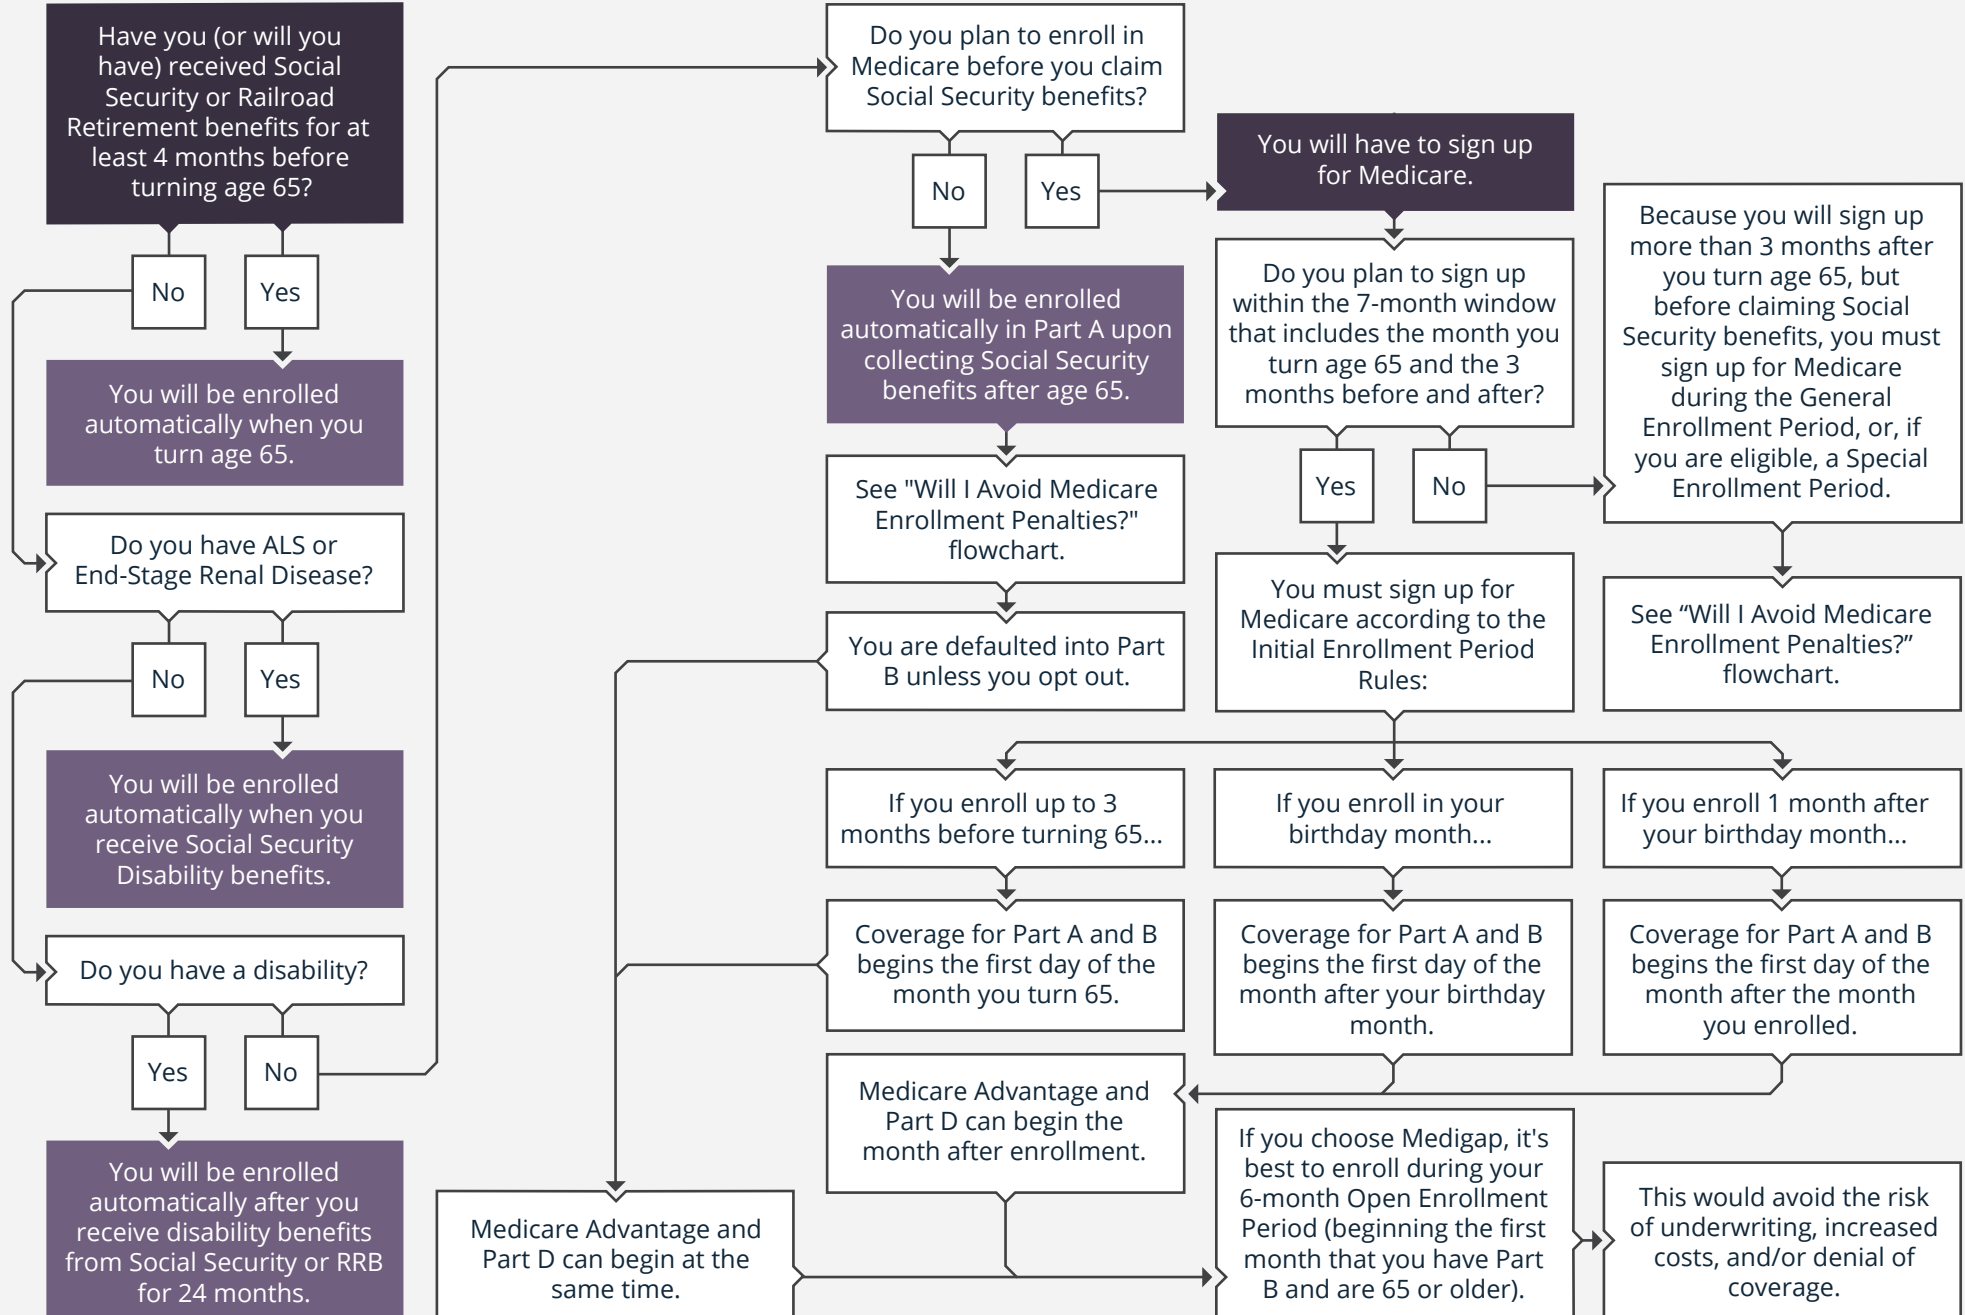 Have you (or will you
have) received Social
Security or Railroad
Retirement benefits for at
least 4 months before
turning age 65?
No
Yes
You will be enrolled
automatically when you
turn age 65.
Do you have ALS or
End-Stage Renal Disease?
No
Yes
You will be enrolled
automatically when you
receive Social Security
Disability benefits.
Do you have a disability?
Yes
No
You will be enrolled
automatically after you
receive disability benefits
from Social Security or RRB
for 24 months.
Do you plan to enroll in
Medicare before you claim
Social Security benefits?
No
Yes
You will be enrolled
automatically in Part A upon
collecting Social Security
benefits after age 65.
See "Will I Avoid Medicare
Enrollment Penalties?"
flowchart.
You are defaulted into Part
B unless you opt out.
You will have to sign up
for Medicare.
Do you plan to sign up
within the 7-month window
that includes the month you
turn age 65 and the 3
months before and after?
Yes
No
Because you will sign up
more than 3 months after
you turn age 65, but
before claiming Social
Security benefits, you must
sign up for Medicare
during the General
Enrollment Period, or, if
you are eligible, a Special
Enrollment Period.
See “Will I Avoid Medicare
Enrollment Penalties?”
flowchart.
You must sign up for
Medicare according to the
Initial Enrollment Period
Rules:
If you enroll up to 3
months before turning 65...
Coverage for Part A and B
begins the first day of the
month you turn 65.
If you enroll in your
birthday month...
Coverage for Part A and B
begins the first day of the
month after your birthday
month.
If you enroll 1 month after
your birthday month...
Coverage for Part A and B
begins the first day of the
month after the month
you enrolled.
Medicare Advantage and
Part D can begin the
month after enrollment.
Medicare Advantage and
Part D can begin at the
same time.
If you choose Medigap, it's
best to enroll during your
6-month Open Enrollment
Period (beginning the first
month that you have Part
B and are 65 or older).
This would avoid the risk
of underwriting, increased
costs, and/or denial of
coverage.